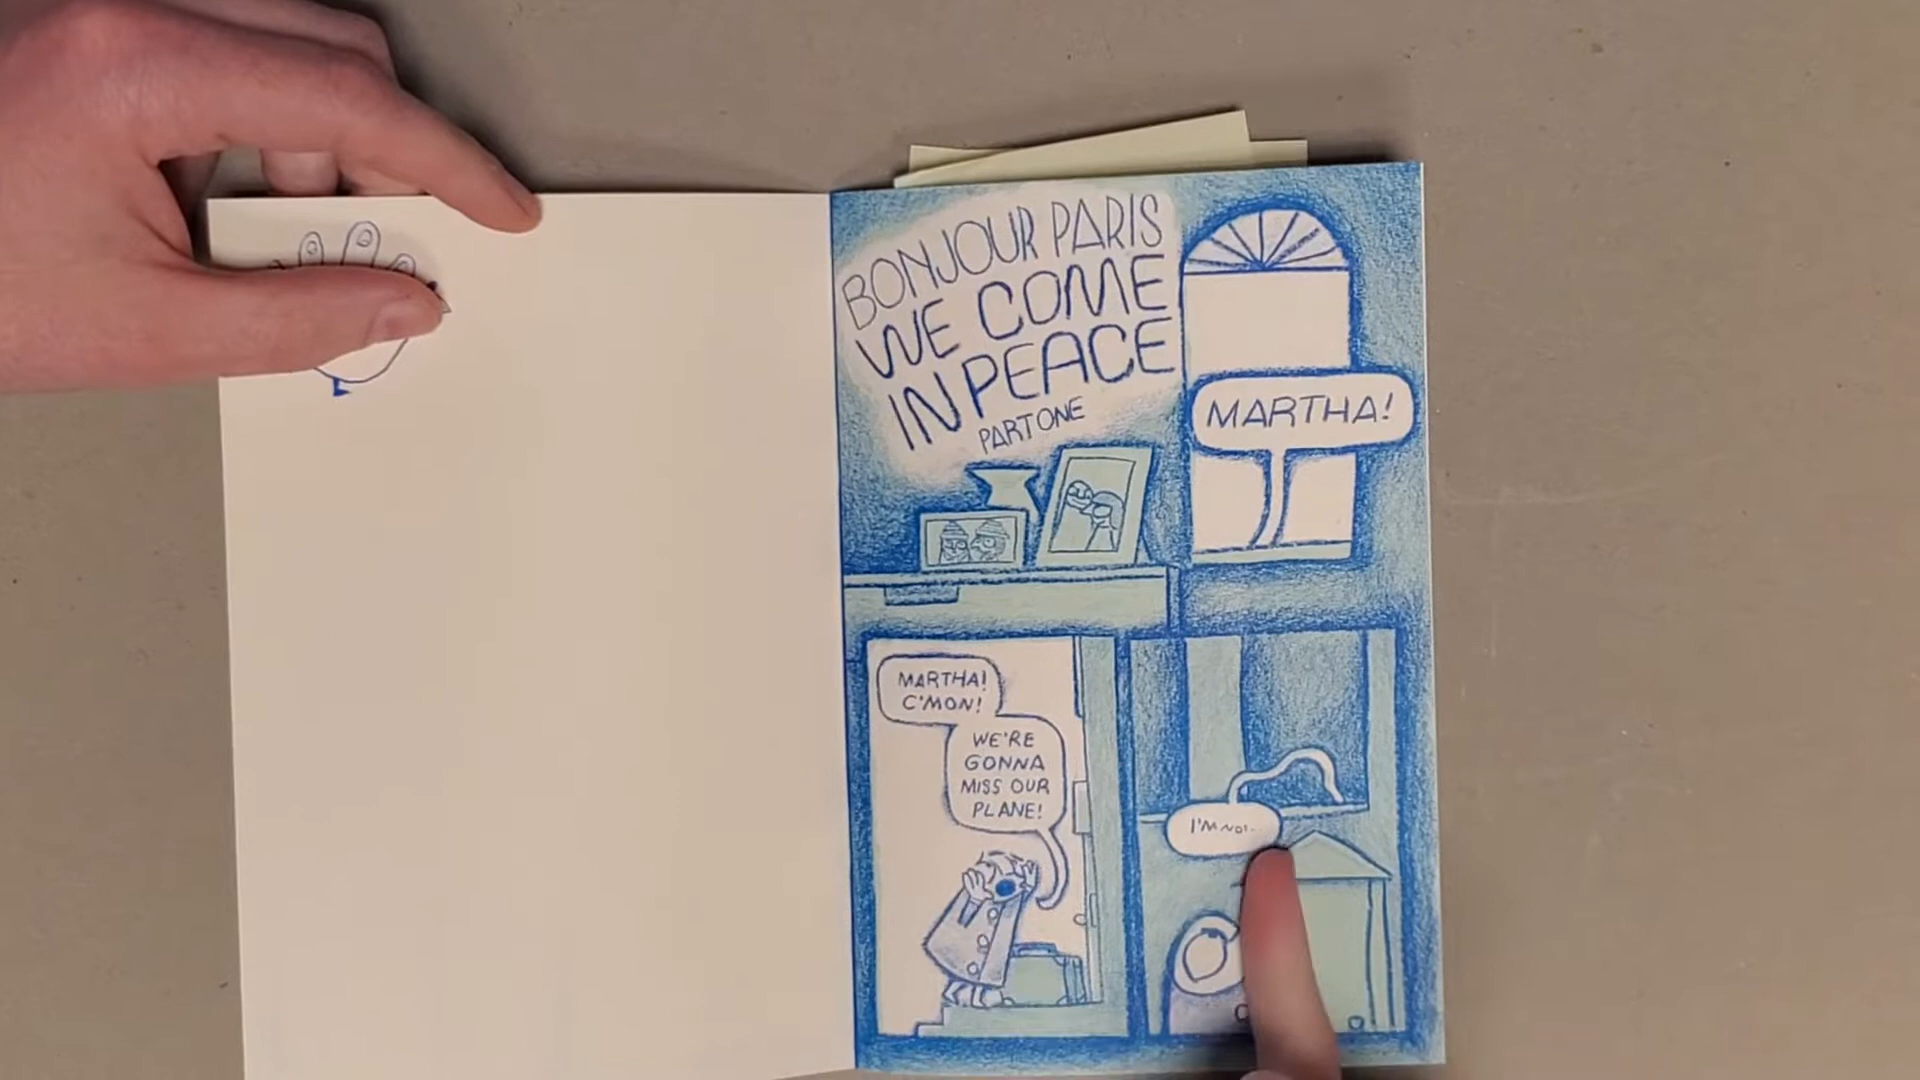 BONJOUR PARIS
WE COME
IN PEACE
PART ONE
MARTHA!
MARTHA!
C'MON!
WE'RE
GONNA
MISS OUR
PLANE!
I'M